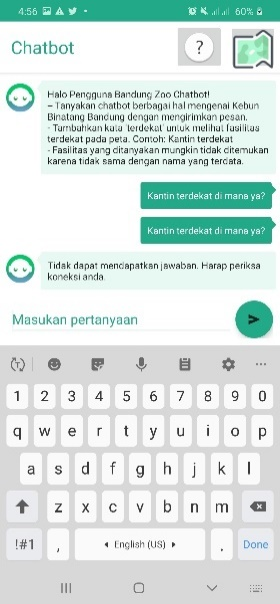 4:56
60%
Chatbot
?
Halo Pengguna Bandung Zoo Chatbot!
– Tanyakan chatbot berbagai hal mengenai Kebun
Binatang Bandung dengan mengirimkan pesan.
- Tambahkan kata 'terdekat' untuk melihat fasilitas
terdekat pada peta. Contoh: Kantin terdekat
- Fasilitas yang ditanyakan mungkin tidak ditemukan
karena tidak sama dengan nama yang terdata.
Kantin terdekat di mana ya?
Kantin terdekat di mana ya?
Tidak dapat mendapatkan jawaban. Harap periksa
koneksi anda.
Masukan pertanyaan
1 2 3 4 5 6 7 8 9 0
q w e r t y u i o p
a s d f g h j k l
z x c v b n m
!#1 , English (US) . Done